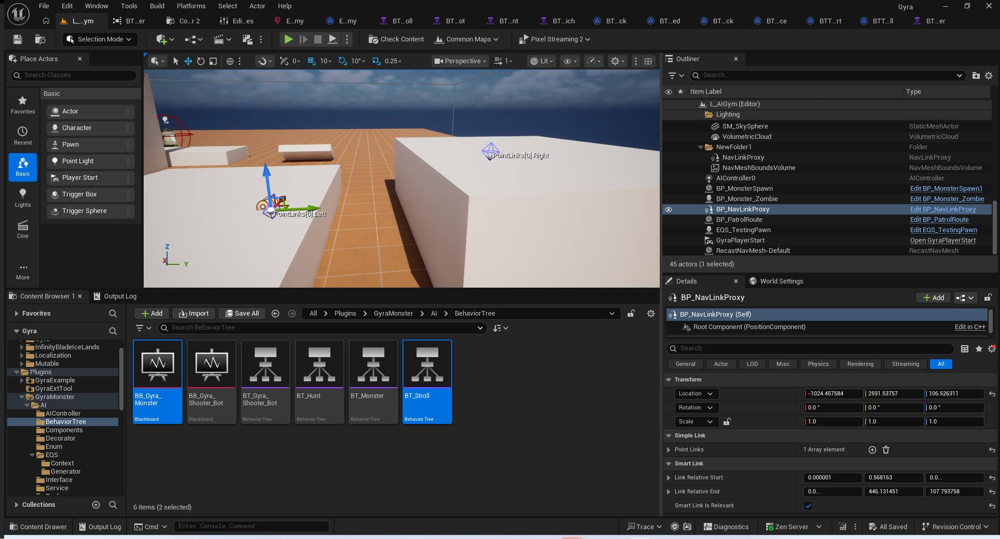 File Edit Window Tools Build Platforms Select Actor Help
Gyra
L_...ym
BT...er
Co...r 2
Edi...es
E...my
E...my
BT...oll
BT...ot
BT...nt
BT...ich
BT...ck
BT...ed
BT...ck
BT...ce
BTT...rt
BTT...ll
BT...er
Selection Mode
Check Content
Common Maps
Pixel Streaming 2
Place Actors
Search Classes
Favorites
Recent
Basic
Lights
Cine
More
Basic
Actor
Character
Pawn
Point Light
Player Start
Trigger Box
Trigger Sphere
0
10
10°
0.25
Perspective
1
Lit
PointLinks[0].Right
PointLinks[0].Left
Z
X
Y
Outliner
Search...
Item Label Type
L_AIGym (Editor)
Lighting
SM_SkySphere StaticMeshActor
VolumetricCloud VolumetricCloud
NewFolder1 Folder
NavLinkProxy NavLinkProxy
NavMeshBoundsVolume NavMeshBoundsVolume
AIController0 AIController
BP_MonsterSpawn Edit BP_MonsterSpawn1
BP_Monster_Zombie Edit BP_Monster_Zombie
BP_NavLinkProxy Edit BP_NavLinkProxy
BP_PatrolRoute Edit BP_PatrolRoute
EQS_TestingPawn Edit EQS_TestingPawn
GyraPlayerStart Open GyraPlayerStart
RecastNavMesh-Default RecastNavMesh
45 actors (1 selected)
Details
World Settings
BP_NavLinkProxy
Add
BP_NavLinkProxy (Self)
Root Component (PositionComponent) Edit in C++
Search
General Actor LOD Misc Physics Rendering Streaming All
Transform
Location -1024.457584 2591.53757 106.526311
Rotation 0.0 ° 0.0 ° 0.0 °
Scale 1.0 1.0 1.0
Simple Link
Point Links 1 Array element
Smart Link
Link Relative Start 0.000001 0.568163 0.0...
Link Relative End 0.0... 446.131451 107.793758
Smart Link Is Relevant
Content Browser 1
Output Log
Favorites
Gyra
InfinityBladeIceLands
Localization
Mutable
Plugins
GyraExample
GyraExtTool
GyraMonster
AI
AIController
BehaviorTree
Components
Decorator
Enum
EQS
Context
Generator
Interface
Service
Collections
Add Import Save All
All Plugins GyraMonster AI BehaviorTree
Search BehaviorTree
BB_Gyra_
Monster
Blackboard
BB_Gyra_
Shooter_Bot
Blackboard
BT_Gyra_
Shooter_Bot
Behavior Tree
BT_Hunt
Behavior Tree
BT_Monster
Behavior Tree
BT_Stroll
Behavior Tree
6 items (2 selected)
Content Drawer
Output Log
Cmd
Enter Console Command
Trace
Diagnostics
Zen Server
All Saved
Revision Control